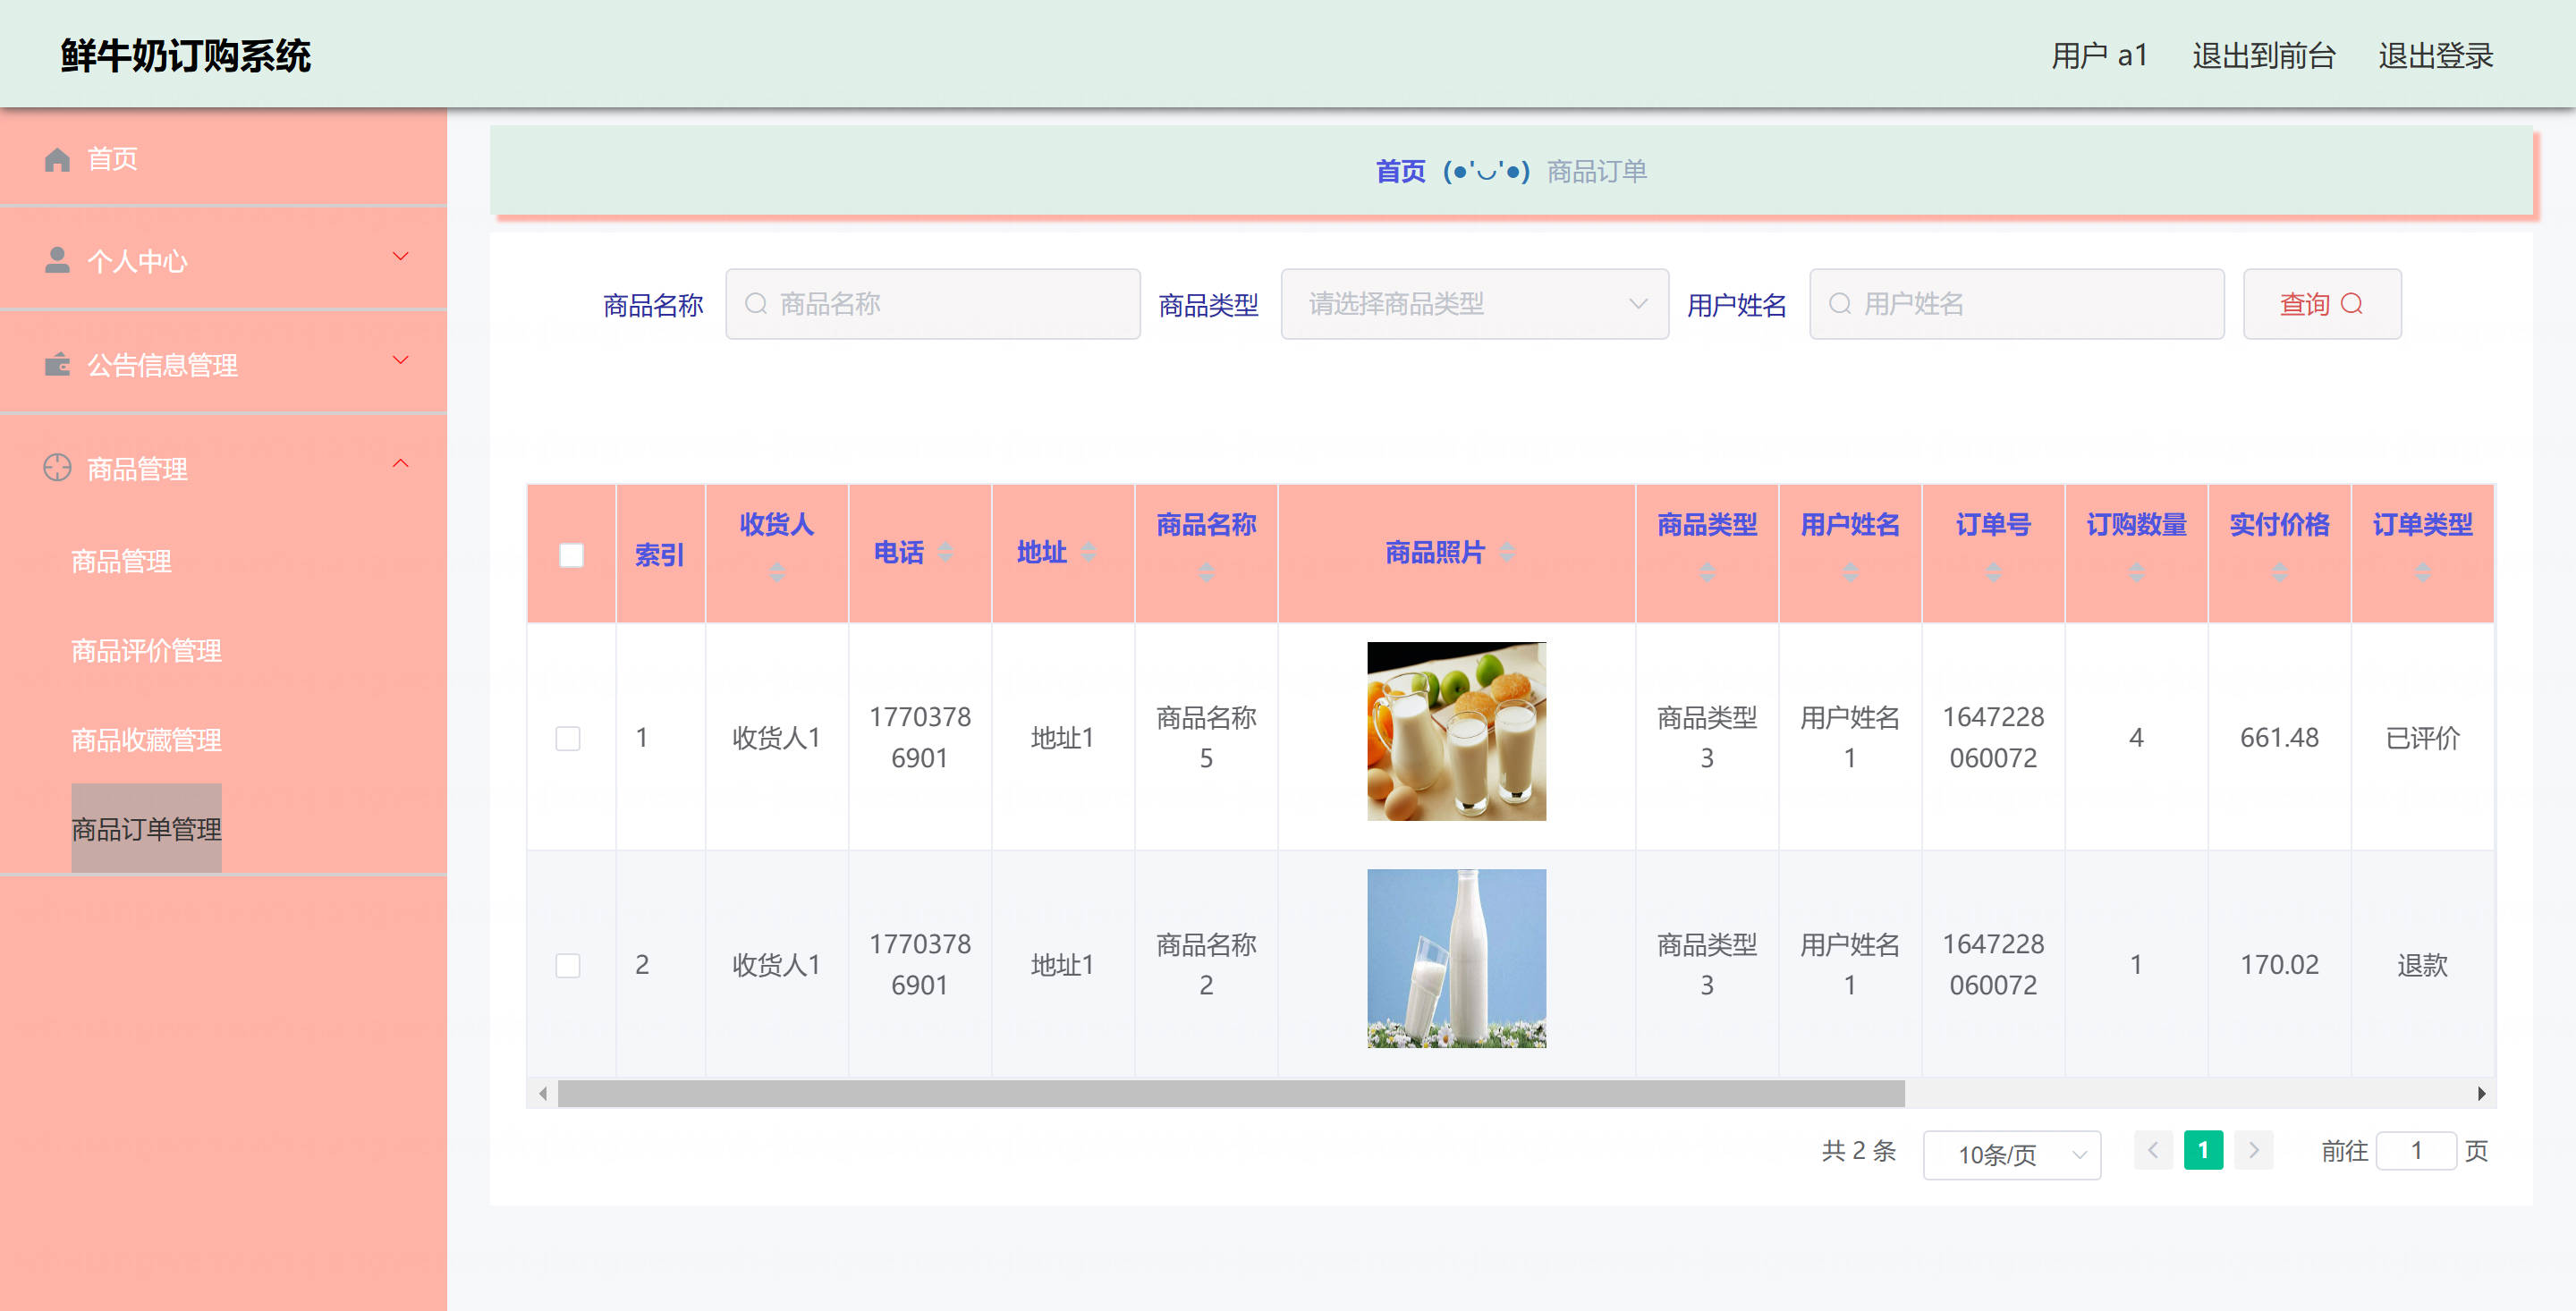 鲜牛奶订购系统
用户 a1 退出到前台 退出登录
首页
个人中心
公告信息管理
商品管理
商品管理
商品评价管理
商品收藏管理
商品订单管理
首页 (●'◡'●) 商品订单
商品名称 商品名称 商品类型 请选择商品类型 用户姓名 用户姓名 查询
索引 收货人 电话 地址 商品名称 商品照片 商品类型 用户姓名 订单号 订购数量 实付价格 订单类型
1 收货人1 17703786901 地址1 商品名称5 商品类型3 用户姓名1 1647228060072 4 661.48 已评价
2 收货人1 17703786901 地址1 商品名称2 商品类型3 用户姓名1 1647228060072 1 170.02 退款
共 2 条 10条/页 1 前往 1 页